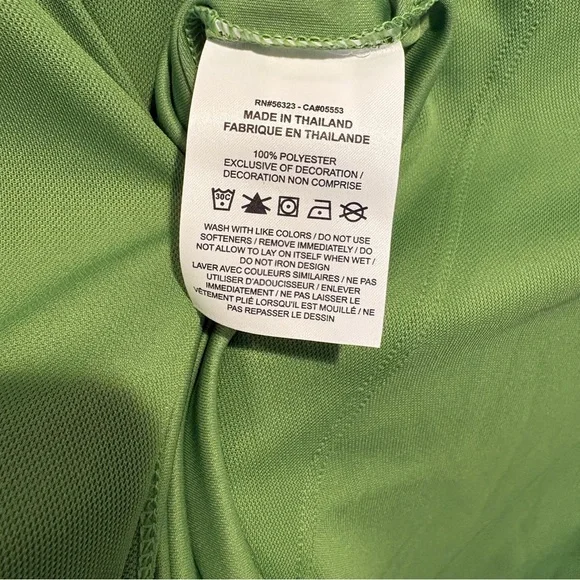 RN#56323 - CA#05553
MADE IN THAILAND
FABRIQUE EN THAILANDE
100% POLYESTER
EXCLUSIVE OF DECORATION /
DECORATION NON COMPRISE
30C
WASH WITH LIKE COLORS / DO NOT USE
SOFTENERS / REMOVE IMMEDIATELY / DO
NOT ALLOW TO LAY ON ITSELF WHEN WET /
DO NOT IRON DESIGN
LAVER AVEC COULEURS SIMILAIRES / NE PAS
UTILISER D'ADOUCISSEUR / ENLEVER
IMMEDIATEMENT / NE PAS LAISSER LE
VÊTEMENT PLIÉ LORSQU'IL EST MOUILLÉ / NE
PAS REPASSER LE DESSIN